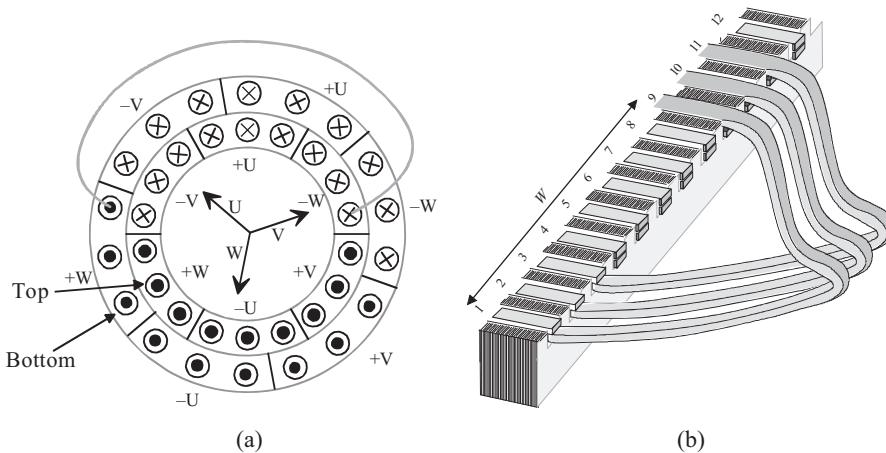 –V
+U
+U
–V
–W
–W
U
V
W
+W
+W
+V
Top
–U
Bottom
+V
–U
(a)
12
11
10
9
8
7
6
5
4
3
2
1
W
(b)